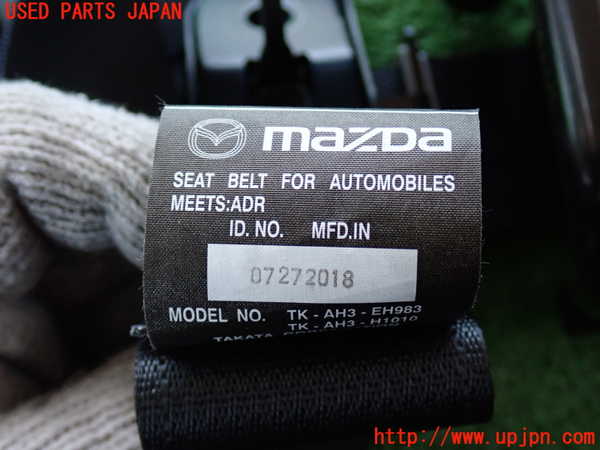 USED PARTS JAPAN
mazda
SEAT BELT FOR AUTOMOBILES
MEETS:ADR
ID. NO. MFD.IN
07272018
MODEL NO. TK - AH3 - EH983
TK - AH3 - H1010
TAKATA
http://www.upjpn.com/